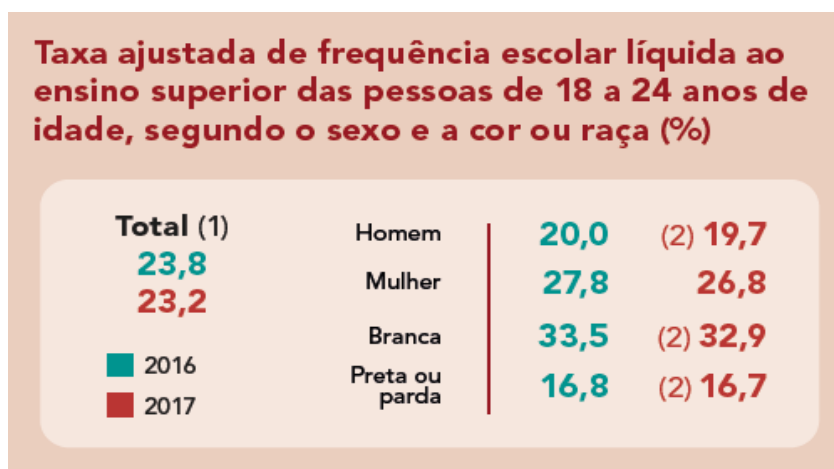 Taxa ajustada de frequência escolar líquida ao
ensino superior das pessoas de 18 a 24 anos de
idade, segundo o sexo e a cor ou raça (%)
Total (1)
23,8
23,2
2016
2017
Homem 20,0 (2) 19,7
Mulher 27,8 26,8
Branca 33,5 (2) 32,9
Preta ou
parda 16,8 (2) 16,7